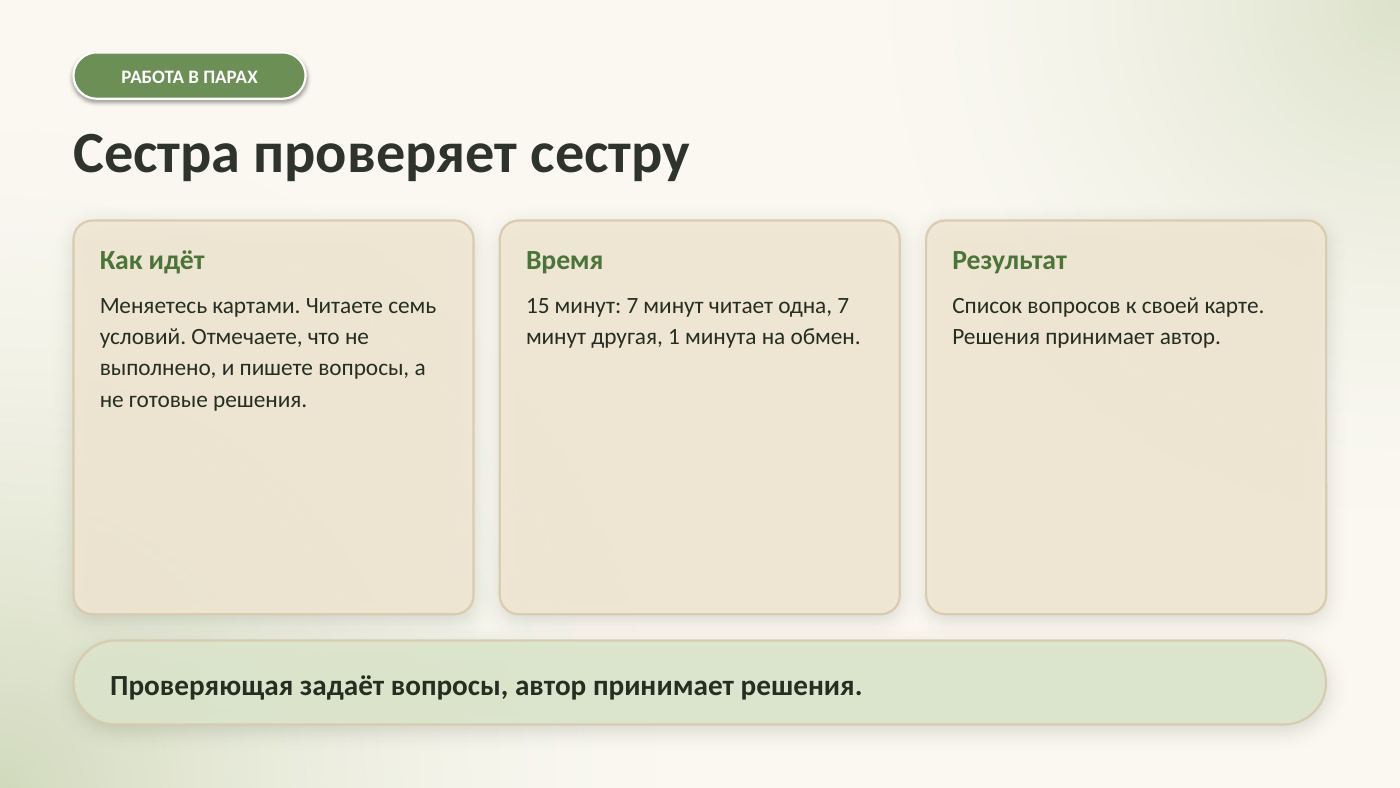 РАБОТА В ПАРАХ
Сестра проверяет сестру
Как идёт
Меняетесь картами. Читаете семь
условий. Отмечаете, что не
выполнено, и пишете вопросы, а
не готовые решения.
Время
15 минут: 7 минут читает одна, 7
минут другая, 1 минута на обмен.
Результат
Список вопросов к своей карте.
Решения принимает автор.
Проверяющая задаёт вопросы, автор принимает решения.